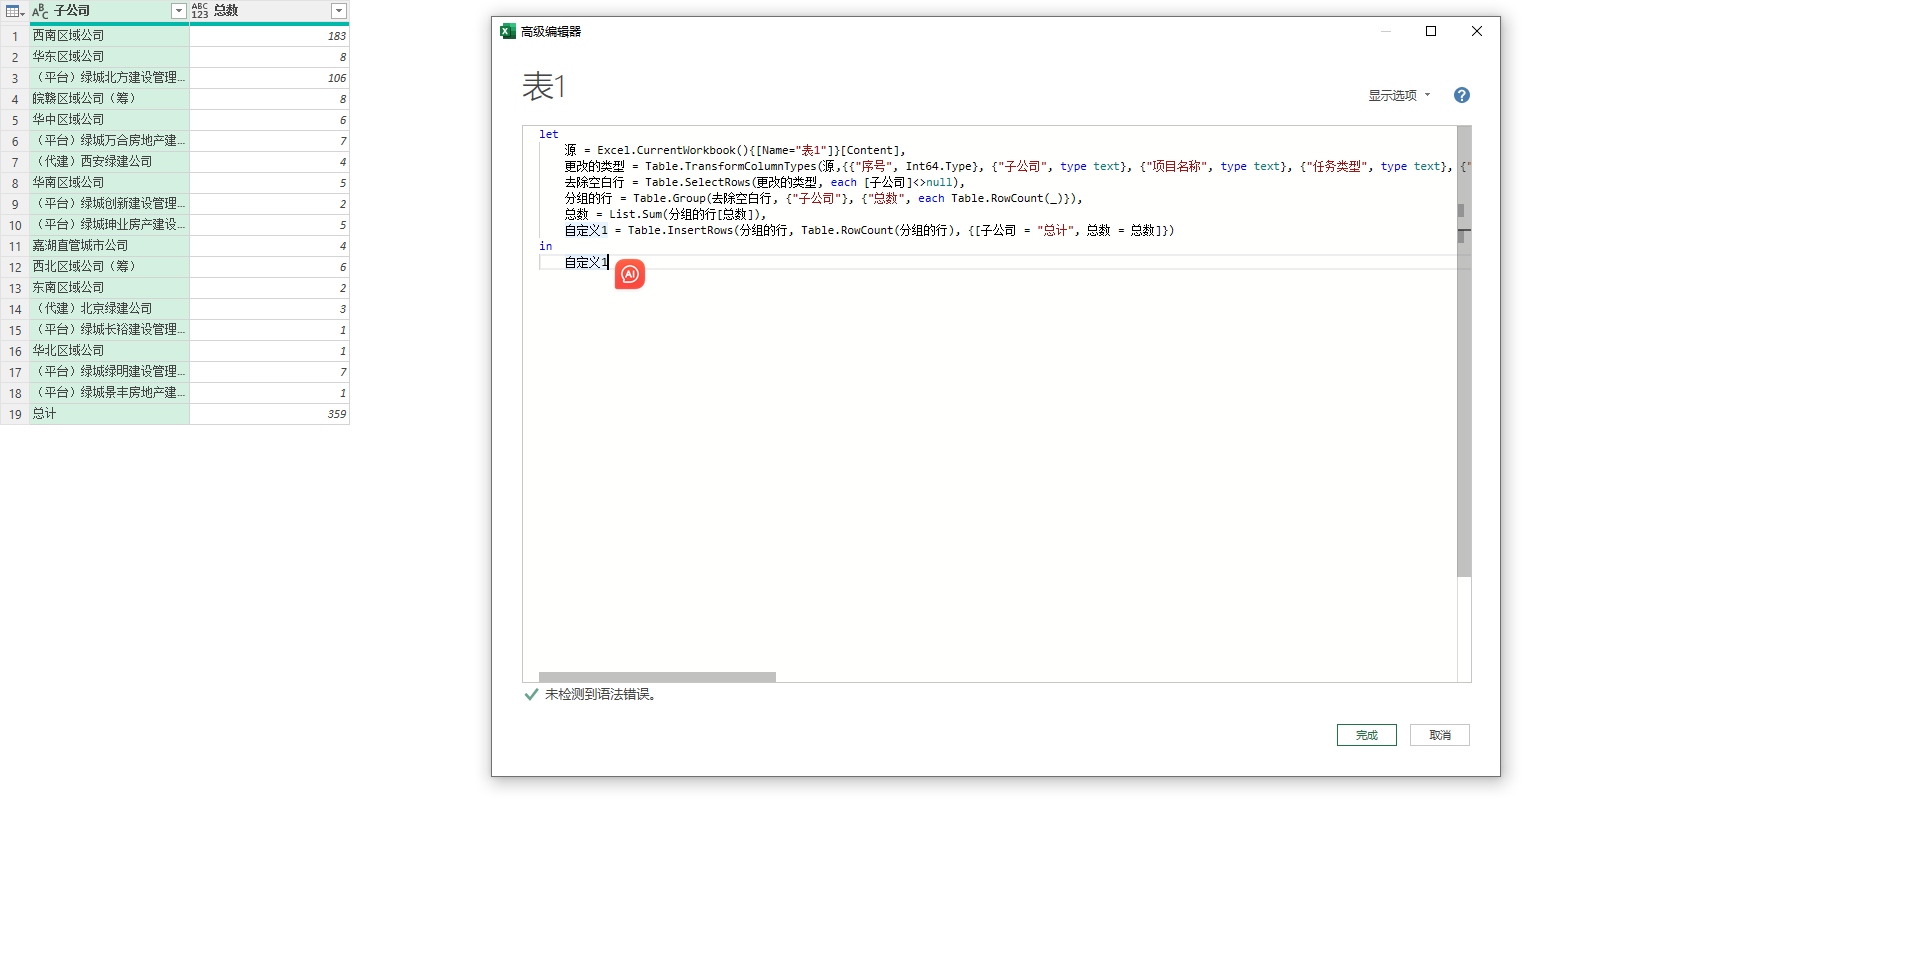 子公司 总数
1 西南区域公司 183
2 华东区域公司 8
3 （平台）绿城北方建设管理... 106
4 皖赣区域公司（筹） 8
5 华中区域公司 6
6 （平台）绿城万合房地产建... 7
7 （代建）西安绿建公司 4
8 华南区域公司 5
9 （平台）绿城创新建设管理... 2
10 （平台）绿城珅业房产建设... 5
11 嘉湖直管城市公司 4
12 西北区域公司（筹） 6
13 东南区域公司 2
14 （代建）北京绿建公司 3
15 （平台）绿城长裕建设管理... 1
16 华北区域公司 1
17 （平台）绿城绿明建设管理... 7
18 （平台）绿城景丰房地产建... 1
19 总计 359
高级编辑器
表1
显示选项
let
源 = Excel.CurrentWorkbook(){[Name="表1"]}[Content],
更改的类型 = Table.TransformColumnTypes(源,{{"序号", Int64.Type}, {"子公司", type text}, {"项目名称", type text}, {"任务类型", type text}, {"
去除空白行 = Table.SelectRows(更改的类型, each [子公司]<>null),
分组的行 = Table.Group(去除空白行, {"子公司"}, {"总数", each Table.RowCount(_)}),
总数 = List.Sum(分组的行[总数]),
自定义1 = Table.InsertRows(分组的行, Table.RowCount(分组的行), {[子公司 = "总计", 总数 = 总数]})
in
自定义1
AI
未检测到语法错误。
完成 取消